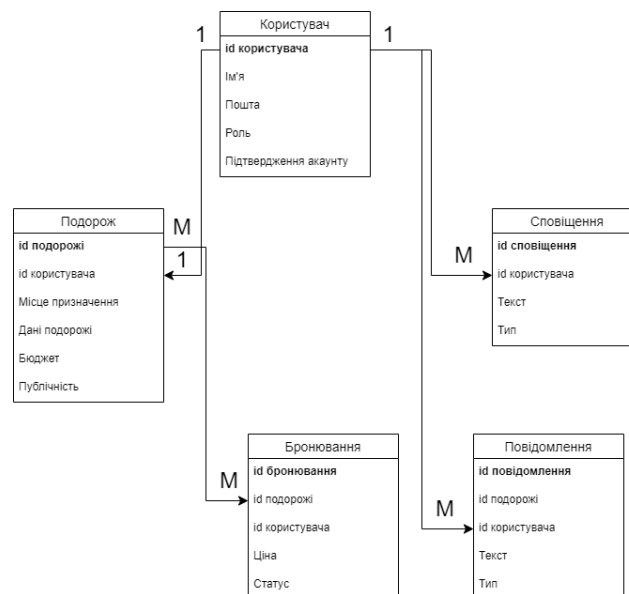 Користувач
1
1
id користувача
Ім'я
Пошта
Роль
Підтвердження акаунту
Подорож
M
id подорожі
1
id користувача
Місце призначення
Дані подорожі
Бюджет
Публічність
Сповіщення
id сповіщення
M
id користувача
Текст
Тип
Бронювання
M
id бронювання
id подорожі
id користувача
Ціна
Статус
Повідомлення
id повідомлення
id подорожі
M
id користувача
Текст
Тип